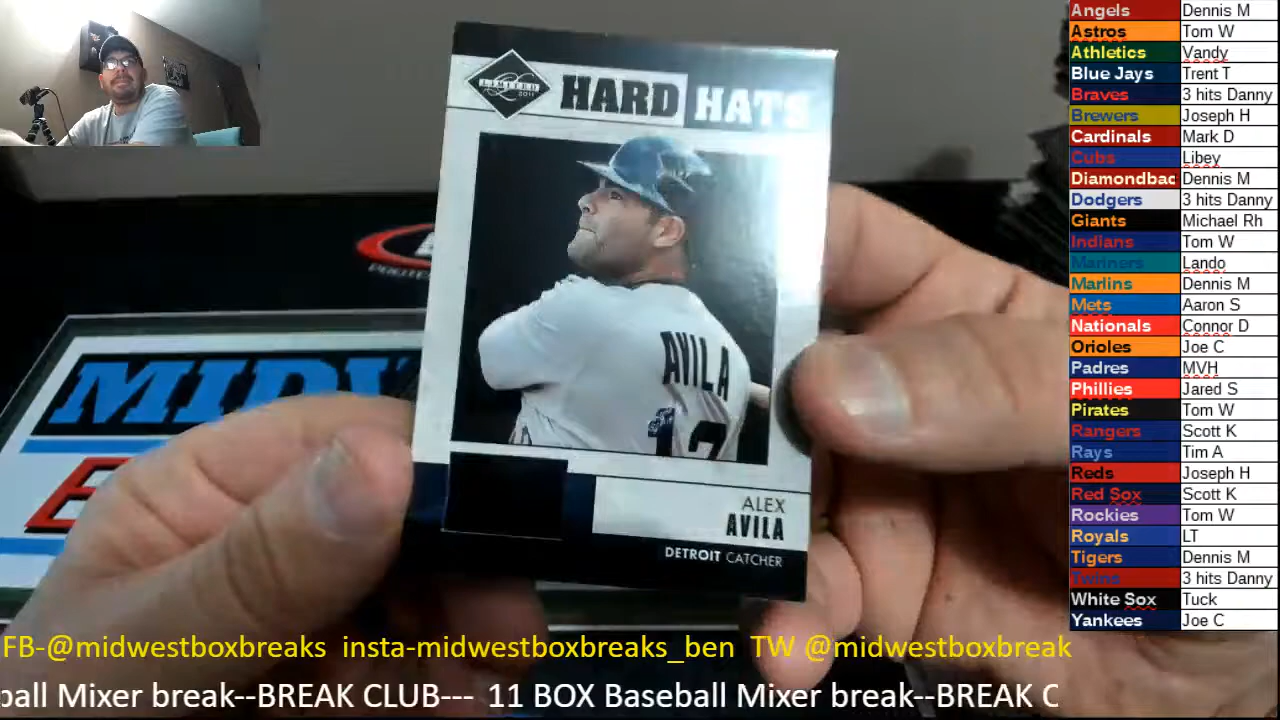 LIMITED
2011
HARD HATS
AVILA
ALEX
AVILA
DETROIT CATCHER
MIDW
Angels Dennis M
Astros Tom W
Athletics Vandy
Blue Jays Trent T
Braves 3 hits Danny
Brewers Joseph H
Cardinals Mark D
Cubs Libey
Diamondbac Dennis M
Dodgers 3 hits Danny
Giants Michael Rh
Indians Tom W
Mariners Lando
Marlins Dennis M
Mets Aaron S
Nationals Connor D
Orioles Joe C
Padres MVH
Phillies Jared S
Pirates Tom W
Rangers Scott K
Rays Tim A
Reds Joseph H
Red Sox Scott K
Rockies Tom W
Royals LT
Tigers Dennis M
Twins 3 hits Danny
White Sox Tuck
Yankees Joe C
FB-@midwestboxbreaks insta-midwestboxbreaks_ben TW @midwestboxbreak
ball Mixer break--BREAK CLUB--- 11 BOX Baseball Mixer break--BREAK C